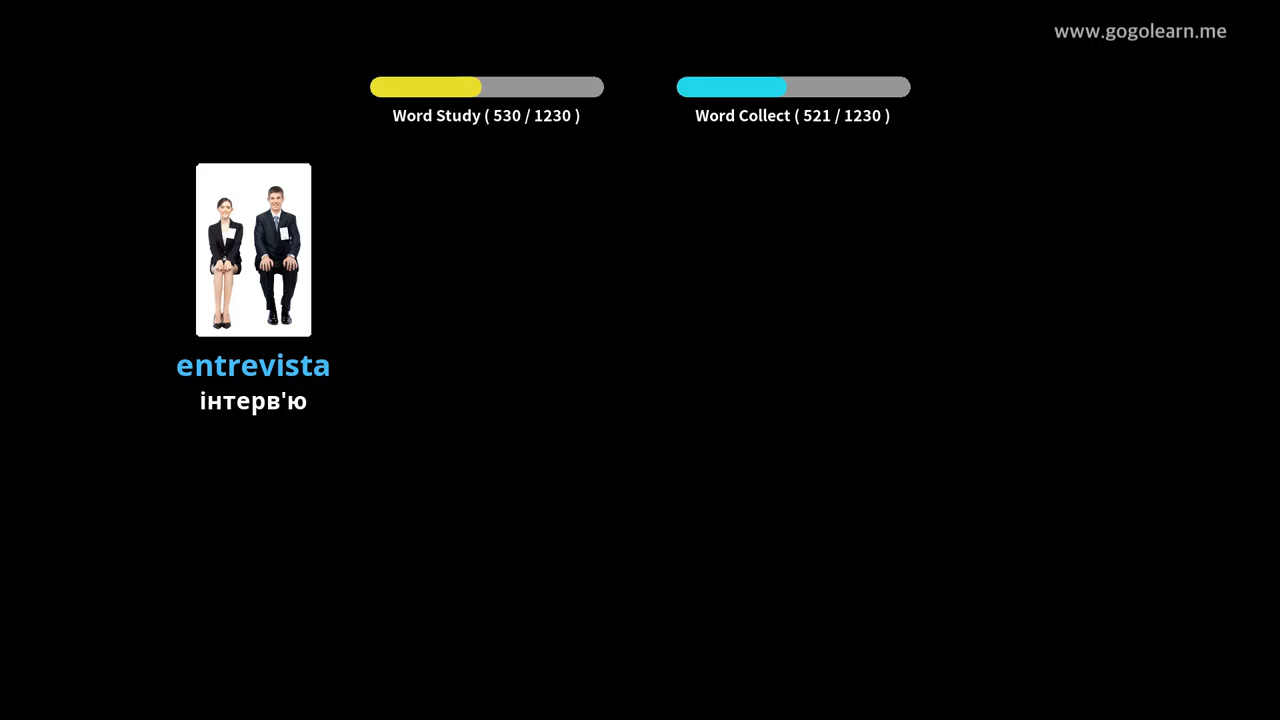 www.gogolearn.me
Word Study ( 530 / 1230 )
Word Collect ( 521 / 1230 )
entrevista
інтерв'ю